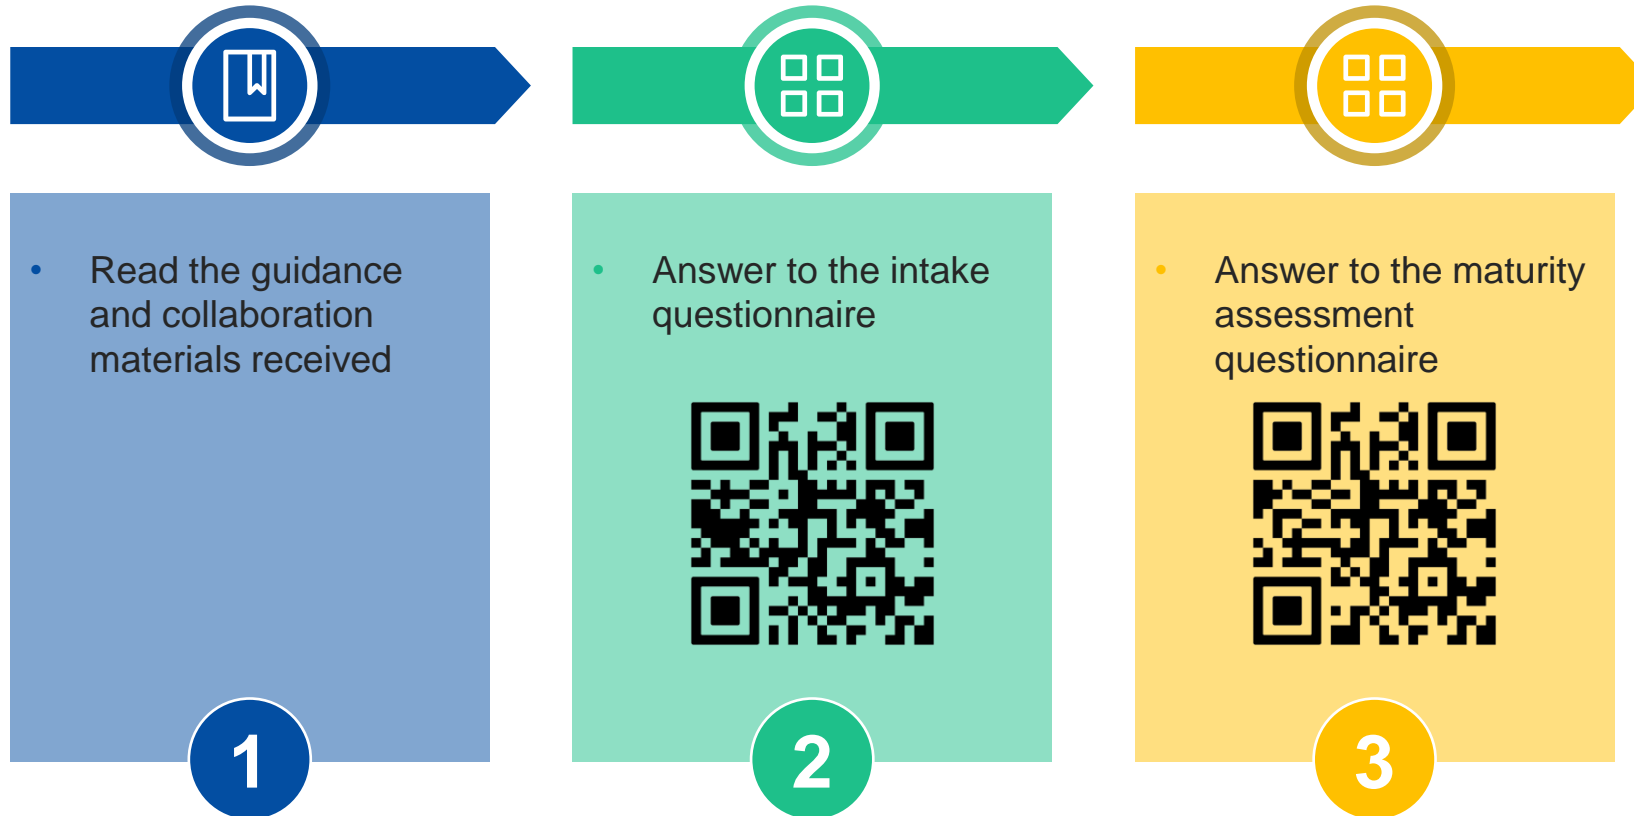 • Read the guidance
and collaboration
materials received
1
• Answer to the intake
questionnaire
2
• Answer to the maturity
assessment
questionnaire
3